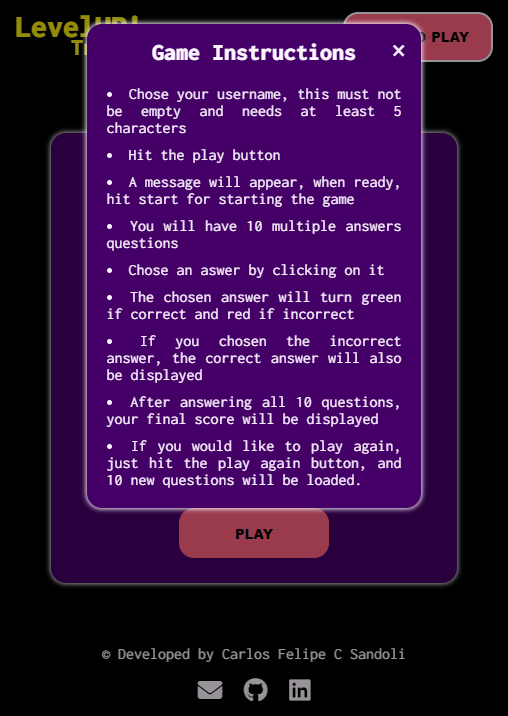 LevelUP!
PLAY
Game Instructions
×
• Chose your username, this must not
be empty and needs at least 5
characters
• Hit the play button
• A message will appear, when ready,
hit start for starting the game
• You will have 10 multiple answers
questions
• Chose an aswer by clicking on it
• The chosen answer will turn green
if correct and red if incorrect
• If you chosen the incorrect
answer, the correct answer will also
be displayed
• After answering all 10 questions,
your final score will be displayed
• If you would like to play again,
just hit the play again button, and
10 new questions will be loaded.
PLAY
© Developed by Carlos Felipe C Sandoli